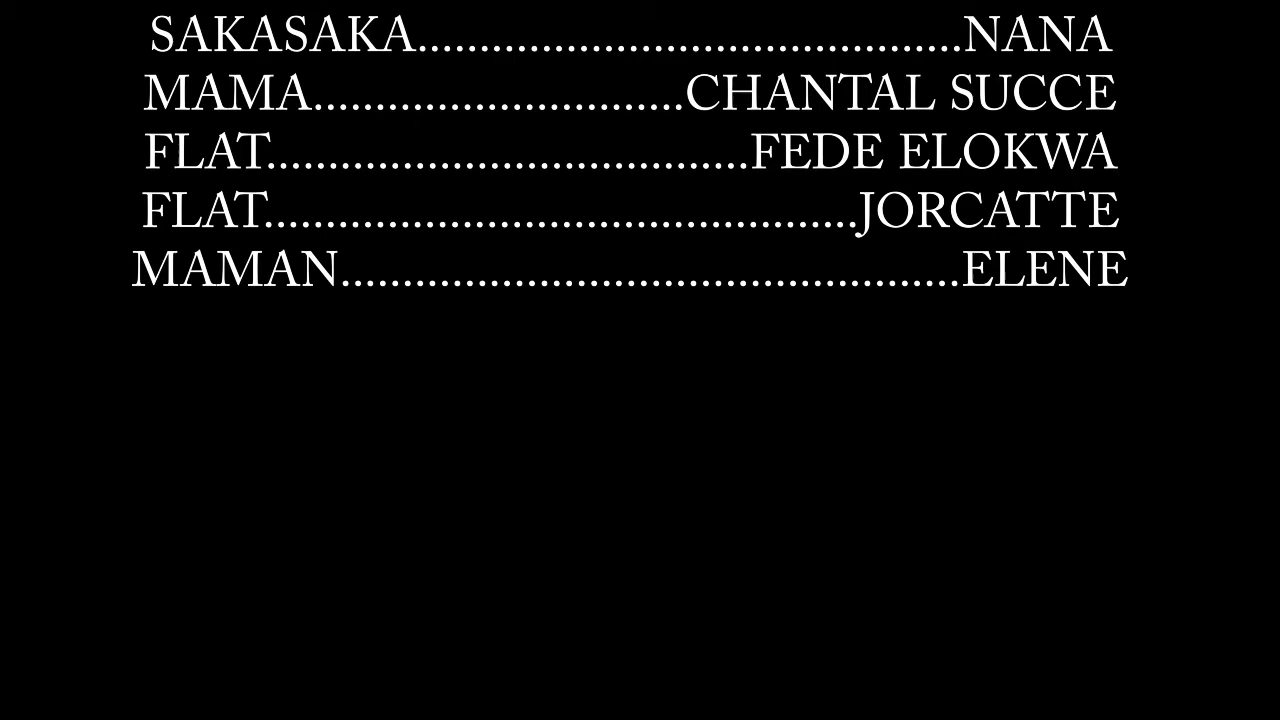 SAKASAKA............................................NANA
MAMA..............................CHANTAL SUCCE
FLAT.......................................FEDE ELOKWA
FLAT................................................JORCATTE
MAMAN..................................................ELENE